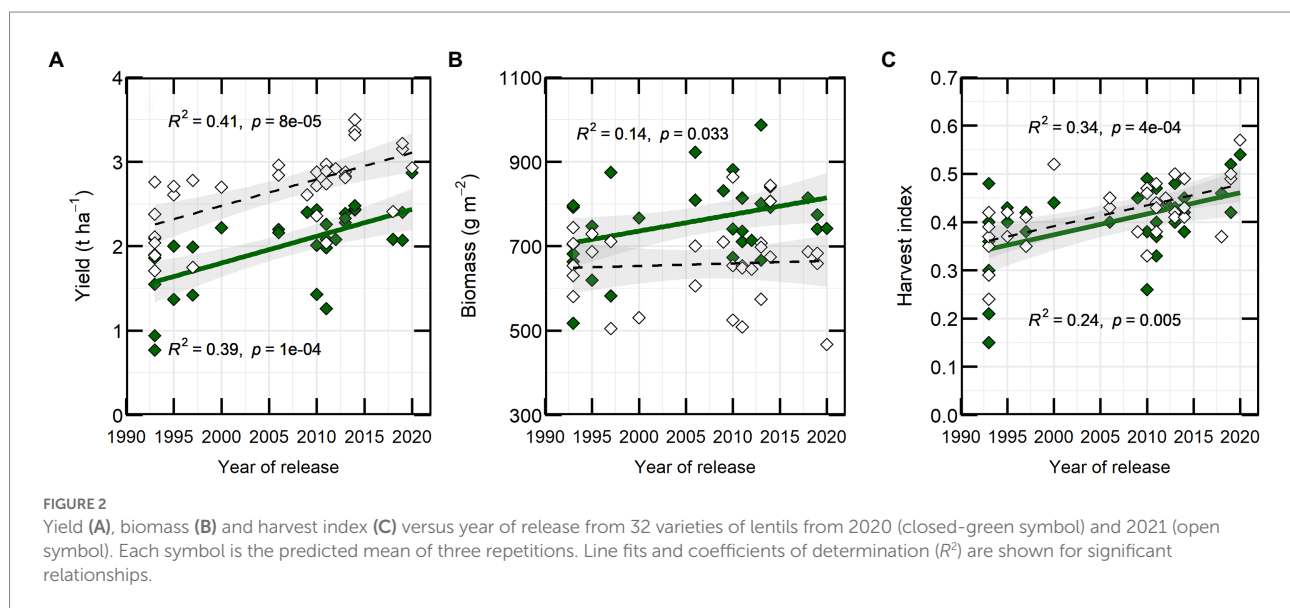 A
B
C
4
3
2
1
0
Yield (t ha⁻¹)
R² = 0.41, p = 8e-05
R² = 0.39, p = 1e-04
1990 1995 2000 2005 2010 2015 2020
Year of release
1100
900
700
500
300
Biomass (g m⁻²)
R² = 0.14, p = 0.033
1990 1995 2000 2005 2010 2015 2020
Year of release
0.7
0.6
0.5
0.4
0.3
0.2
0.1
0.0
Harvest index
R² = 0.34, p = 4e-04
R² = 0.24, p = 0.005
1990 1995 2000 2005 2010 2015 2020
Year of release
FIGURE 2
Yield (A), biomass (B) and harvest index (C) versus year of release from 32 varieties of lentils from 2020 (closed-green symbol) and 2021 (open
symbol). Each symbol is the predicted mean of three repetitions. Line fits and coefficients of determination (R²) are shown for significant
relationships.